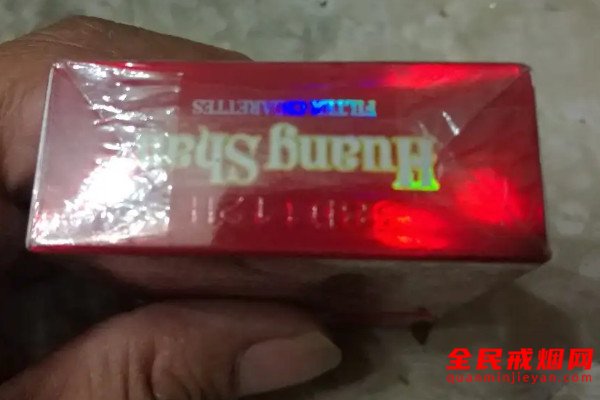 Huang Shan
FILTER CIGARETTES
全民戒烟网
quanminjieyan.com